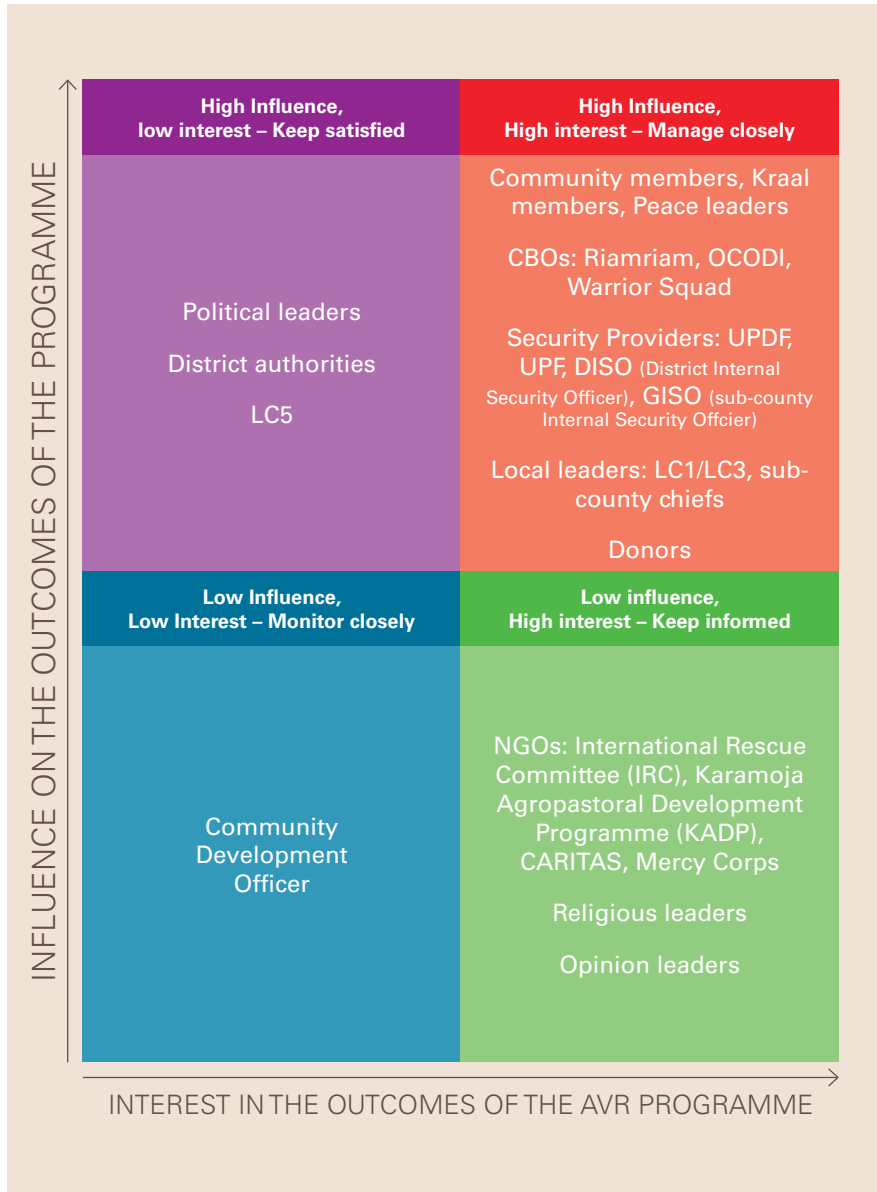 INFLUENCE ON THE OUTCOMES OF THE PROGRAMME
High Influence,
low interest – Keep satisfied
Political leaders
District authorities
LC5
High Influence,
High interest – Manage closely
Community members, Kraal
members, Peace leaders
CBOs: Riamriam, OCODI,
Warrior Squad
Security Providers: UPDF,
UPF, DISO (District Internal
Security Officer), GISO (sub-county
Internal Security Offcier)
Local leaders: LC1/LC3, sub-
county chiefs
Donors
Low Influence,
Low Interest – Monitor closely
Community
Development
Officer
Low influence,
High interest – Keep informed
NGOs: International Rescue
Committee (IRC), Karamoja
Agropastoral Development
Programme (KADP),
CARITAS, Mercy Corps
Religious leaders
Opinion leaders
INTEREST IN THE OUTCOMES OF THE AVR PROGRAMME